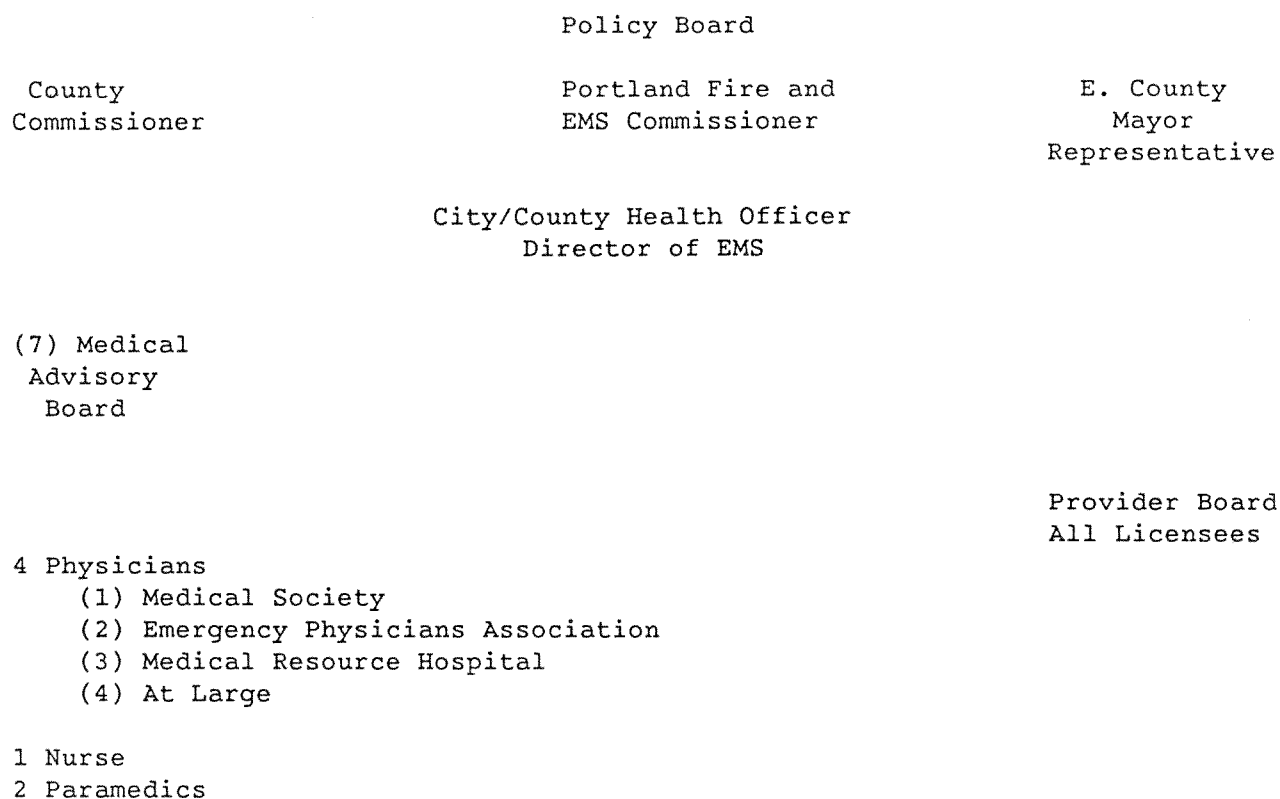 Policy Board
County
Commissioner
Portland Fire and
EMS Commissioner
E. County
Mayor
Representative
City/County Health Officer
Director of EMS
(7) Medical
Advisory
Board
Provider Board
All Licensees
4 Physicians
(1) Medical Society
(2) Emergency Physicians Association
(3) Medical Resource Hospital
(4) At Large
1 Nurse
2 Paramedics